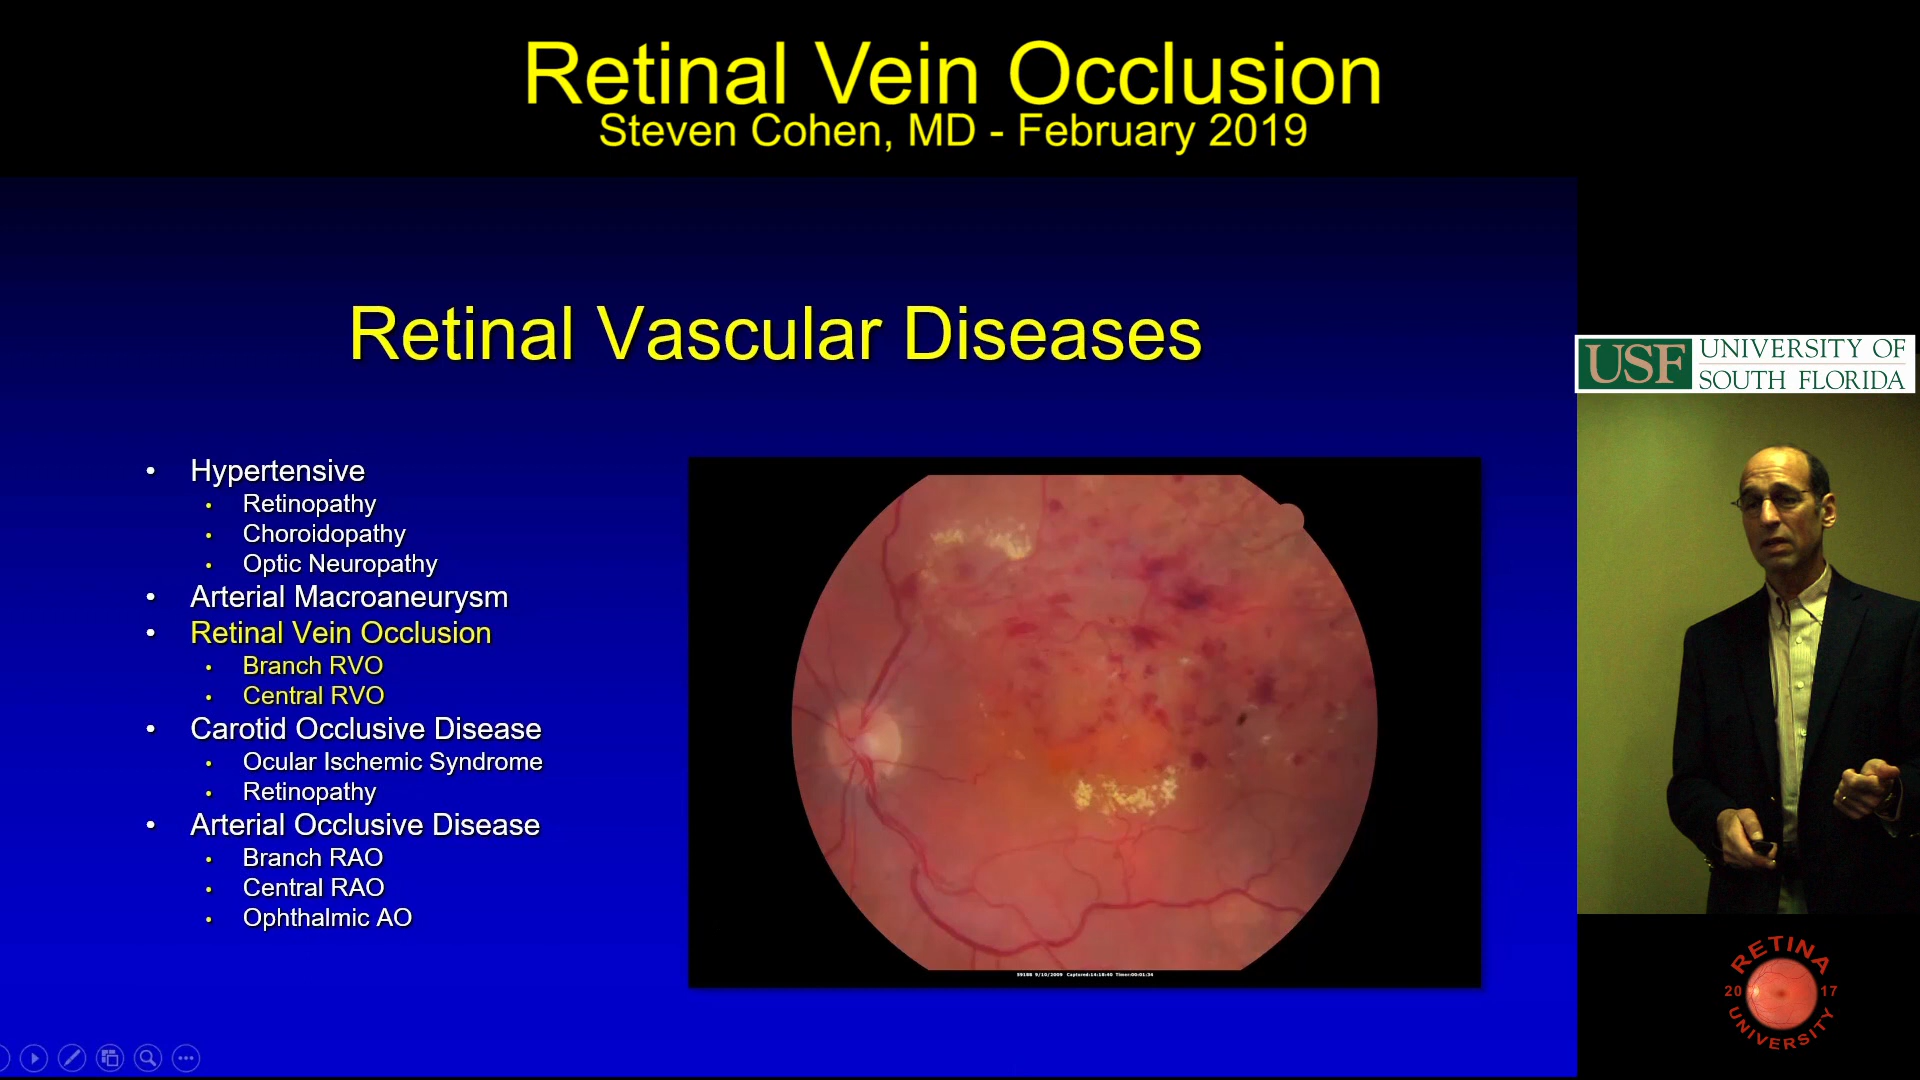 Retinal Vein Occlusion
Steven Cohen, MD - February 2019
Retinal Vascular Diseases
• Hypertensive
• Retinopathy
• Choroidopathy
• Optic Neuropathy
• Arterial Macroaneurysm
• Retinal Vein Occlusion
• Branch RVO
• Central RVO
• Carotid Occlusive Disease
• Ocular Ischemic Syndrome
• Retinopathy
• Arterial Occlusive Disease
• Branch RAO
• Central RAO
• Ophthalmic AO
USF
UNIVERSITY OF
SOUTH FLORIDA
RETINA
20 17
UNIVERSITY